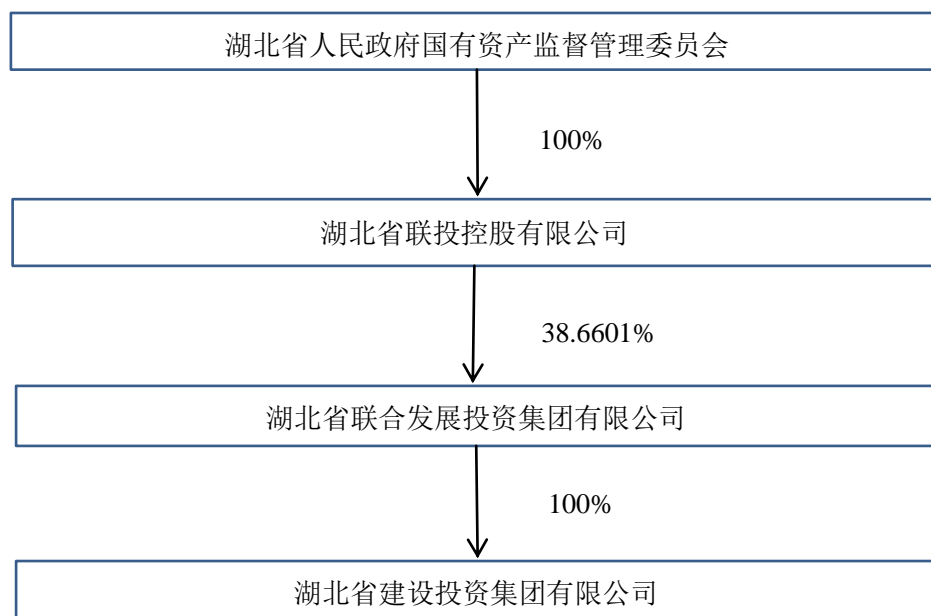 湖北省人民政府国有资产监督管理委员会
100%
湖北省联投控股有限公司
38.6601%
湖北省联合发展投资集团有限公司
100%
湖北省建设投资集团有限公司